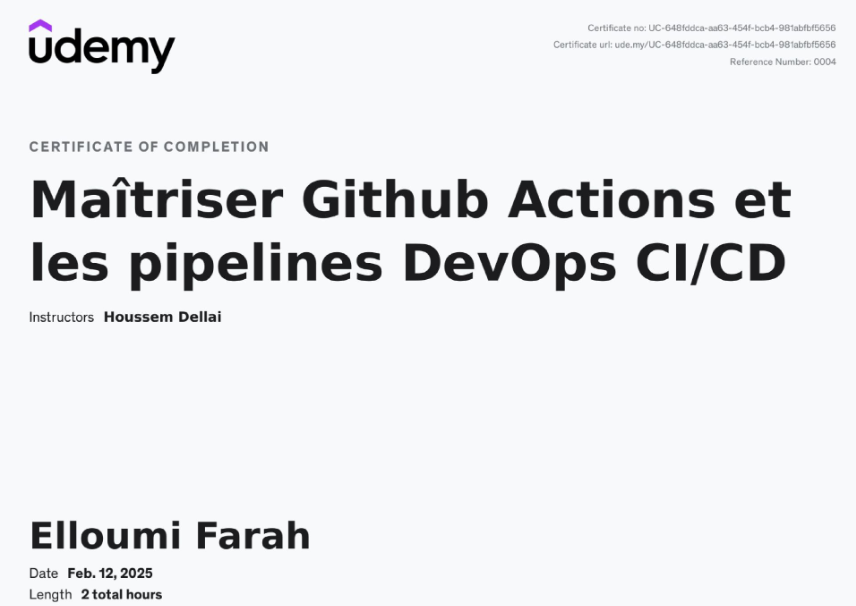 udemy
Certificate no: UC-648fddca-aa63-454f-bcb4-981abfbf5656
Certificate url: ude.my/UC-648fddca-aa63-454f-bcb4-981abfbf5656
Reference Number: 0004
CERTIFICATE OF COMPLETION
Maîtriser Github Actions et
les pipelines DevOps CI/CD
Instructors Houssem Dellai
Elloumi Farah
Date Feb. 12, 2025
Length 2 total hours